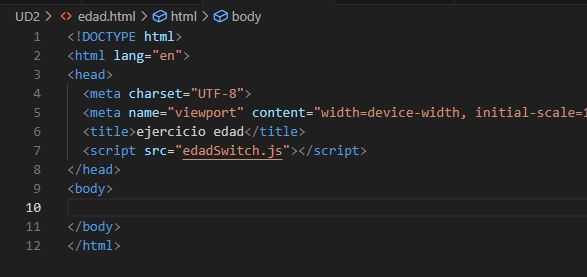 UD2 > edad.html > html > body
1 <!DOCTYPE html>
2 <html lang="en">
3 <head>
4 <meta charset="UTF-8">
5 <meta name="viewport" content="width=device-width, initial-scale=1
6 <title>ejercicio edad</title>
7 <script src="edadSwitch.js"></script>
8 </head>
9 <body>
10
11 </body>
12 </html>